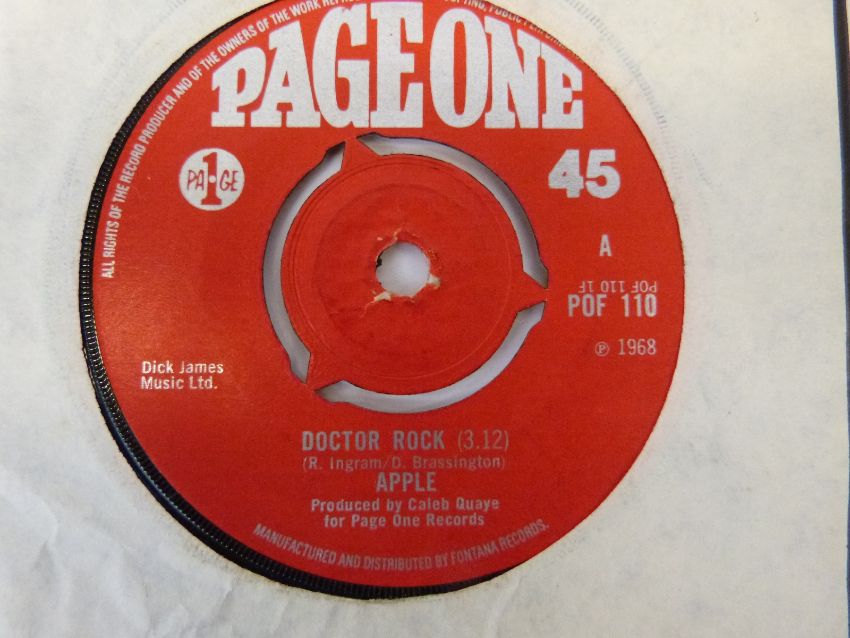 ALL RIGHTS OF THE RECORD PRODUCER AND OF THE OWNERS OF THE WORK
PAGE ONE
PA·GE
1
45
A
POF 110 1F
POF 110
℗ 1968
Dick James
Music Ltd.
DOCTOR ROCK (3.12)
(R. Ingram/D. Brassington)
APPLE
Produced by Caleb Quaye
for Page One Records
MANUFACTURED AND DISTRIBUTED BY FONTANA RECORDS.